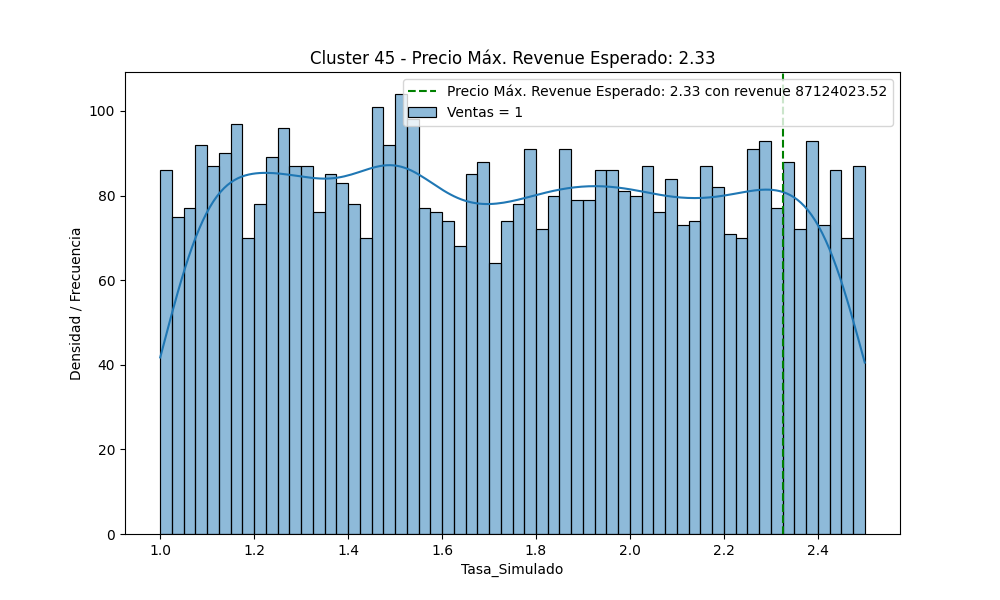 Cluster 45 - Precio Máx. Revenue Esperado: 2.33
Precio Máx. Revenue Esperado: 2.33 con revenue 87124023.52
Ventas = 1
Densidad / Frecuencia
100
80
60
40
20
0
1.0 1.2 1.4 1.6 1.8 2.0 2.2 2.4
Tasa_Simulado